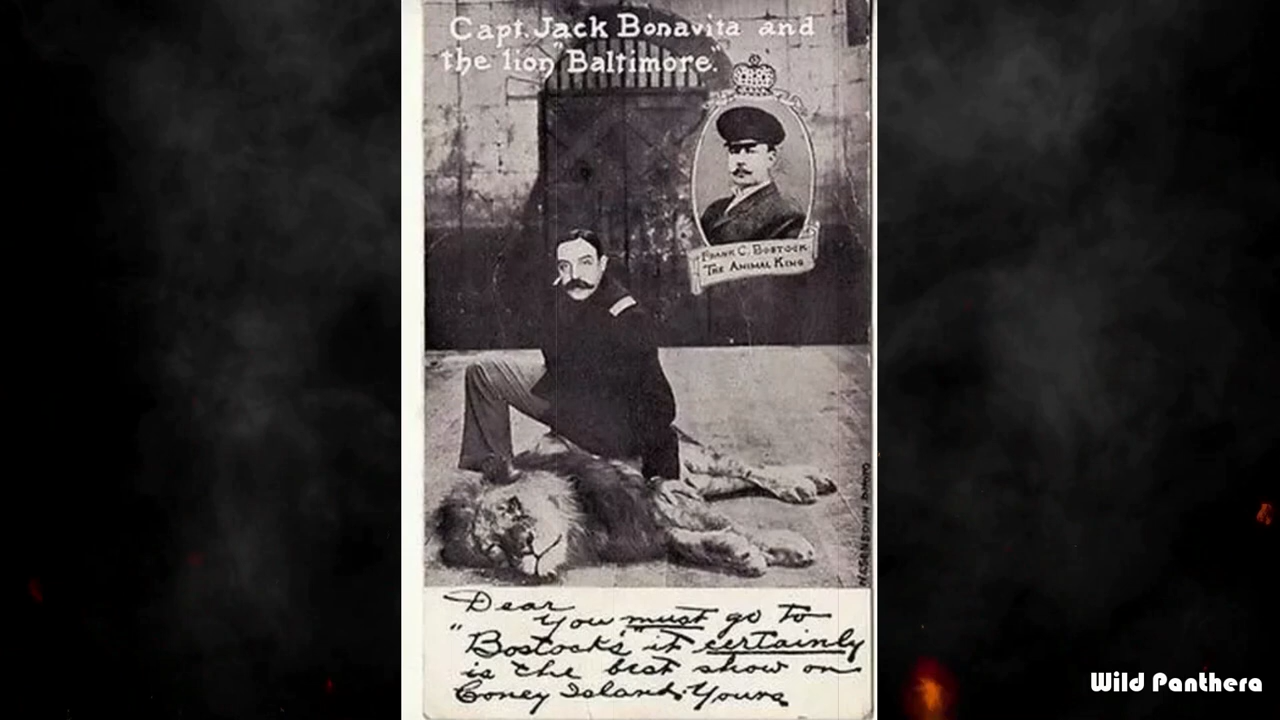 Capt. Jack Bonavita and
the lion "Baltimore."
FRANK C. BOSTOCK
THE ANIMAL KING
Dear
you must go to
"Bostock's" it certainly
is the best show on
Coney Island. Yours
Wild Panthera